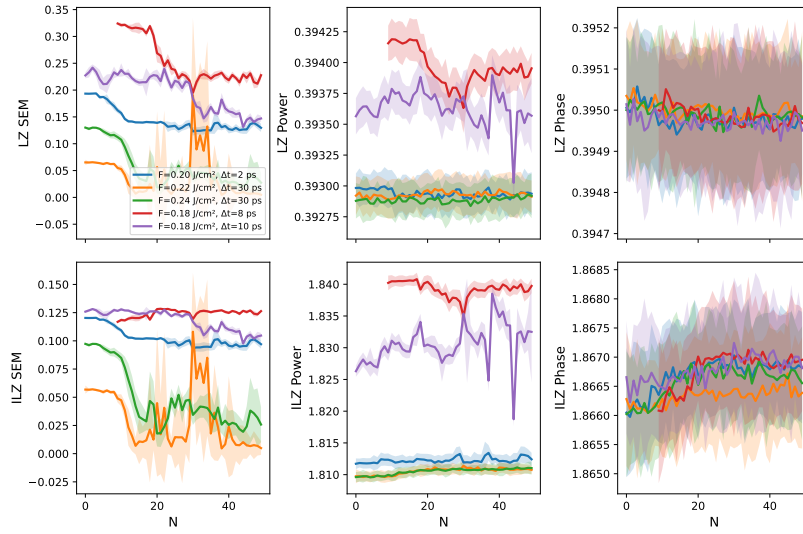 0.35
0.30
0.25
0.20
0.15
0.10
0.05
0.00
−0.05
LZ SEM
F=0.20 J/cm², Δt=2 ps
F=0.22 J/cm², Δt=30 ps
F=0.24 J/cm², Δt=30 ps
F=0.18 J/cm², Δt=8 ps
F=0.18 J/cm², Δt=10 ps
0.39425
0.39400
0.39375
0.39350
0.39325
0.39300
0.39275
LZ Power
0.3952
0.3951
0.3950
0.3949
0.3948
0.3947
LZ Phase
0.150
0.125
0.100
0.075
0.050
0.025
0.000
−0.025
ILZ SEM
0 20 40
N
1.840
1.835
1.830
1.825
1.820
1.815
1.810
ILZ Power
0 20 40
N
1.8685
1.8680
1.8675
1.8670
1.8665
1.8660
1.8655
1.8650
ILZ Phase
0 20 40
N